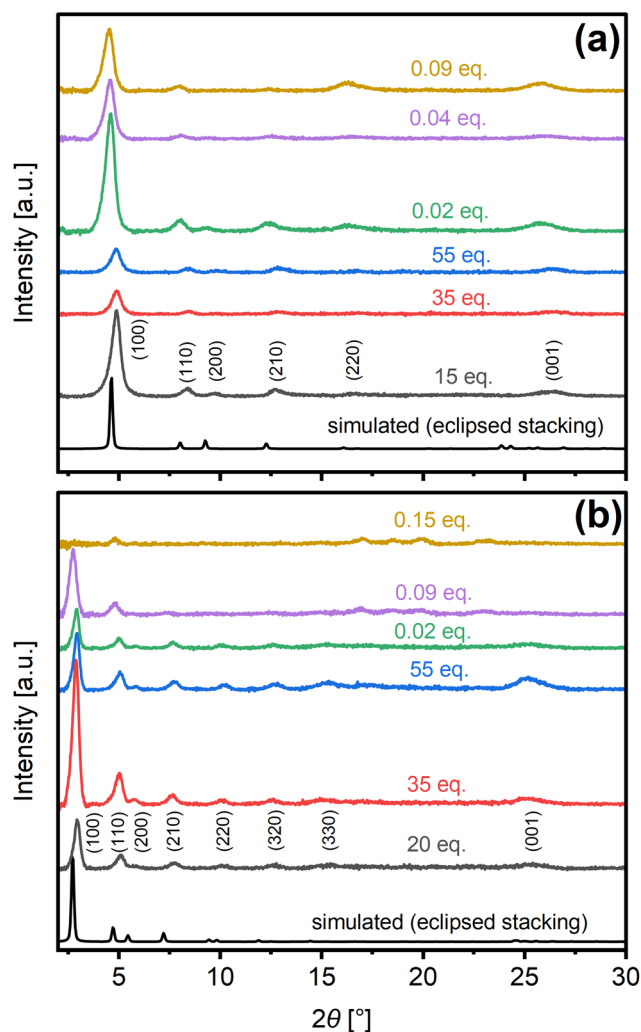 (a)
0.09 eq.
0.04 eq.
0.02 eq.
55 eq.
35 eq.
15 eq.
(100)
(110)
(200)
(210)
(220)
(001)
simulated (eclipsed stacking)
Intensity [a.u.]
(b)
0.15 eq.
0.09 eq.
0.02 eq.
55 eq.
35 eq.
20 eq.
(100)
(110)
(200)
(210)
(220)
(320)
(330)
(001)
simulated (eclipsed stacking)
Intensity [a.u.]
5 10 15 20 25 30
2θ [°]